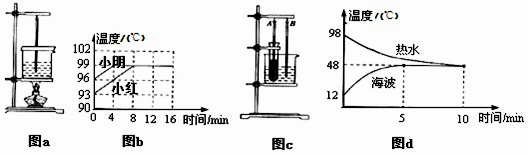 温度/(℃)
102
99
96
93
90
小明
小红
0 4 8 12 16 时间/min
A B
温度/(℃)
98
48
12
热水
海波
5 10 时间/min
图a 图b 图c 图d